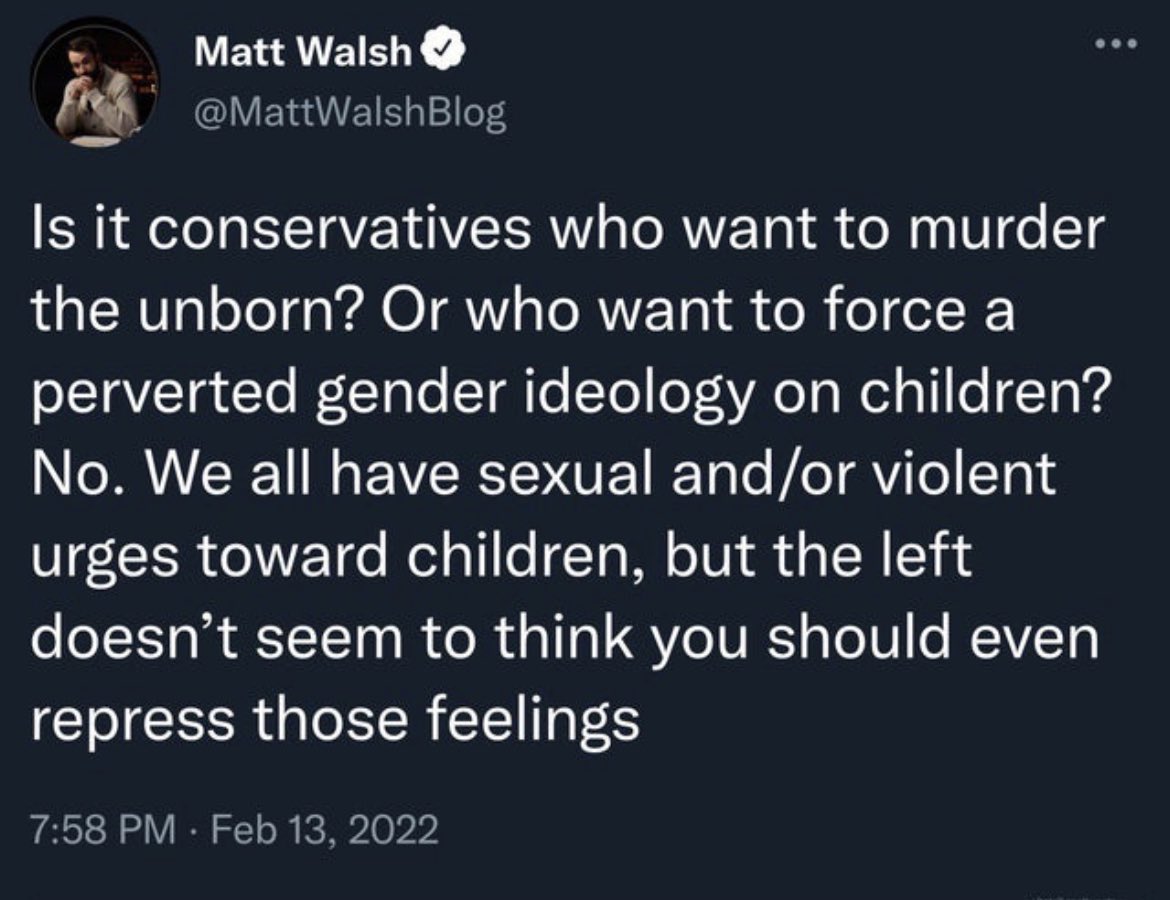 Matt Walsh
@MattWalshBlog
Is it conservatives who want to murder
the unborn? Or who want to force a
perverted gender ideology on children?
No. We all have sexual and/or violent
urges toward children, but the left
doesn’t seem to think you should even
repress those feelings
7:58 PM · Feb 13, 2022